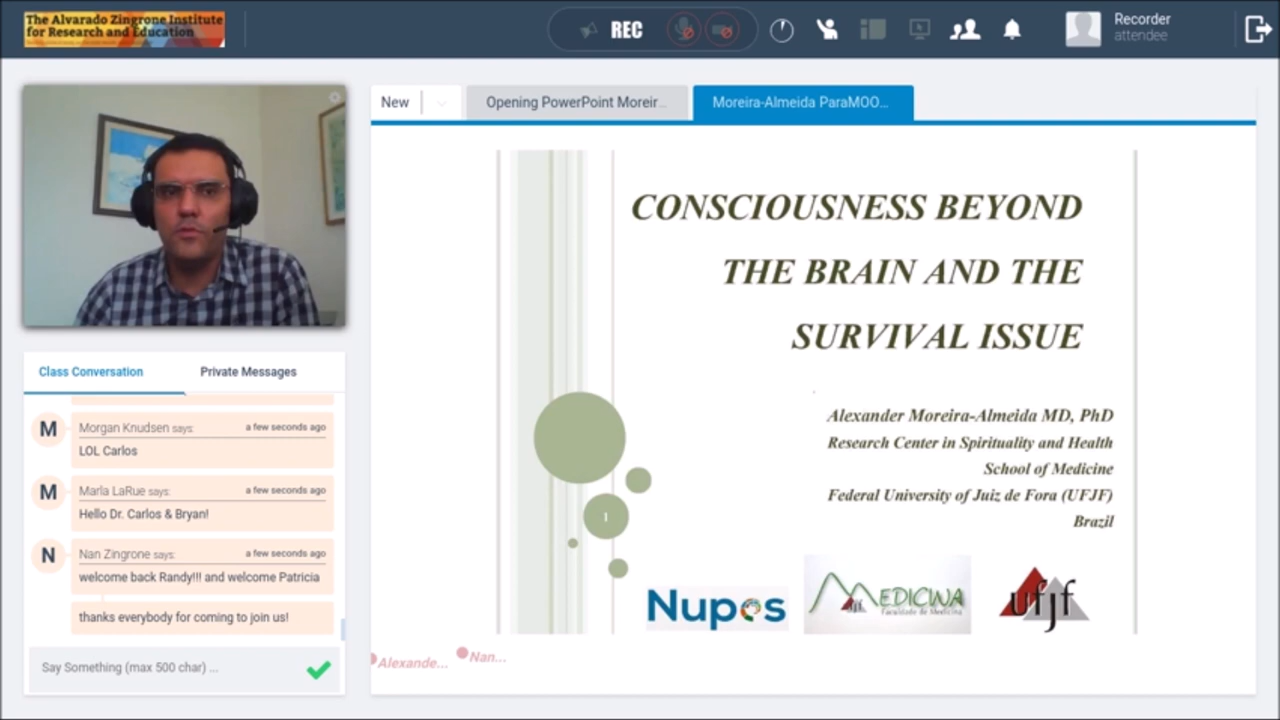 The Alvarado Zingrone Institute
for Research and Education
REC
Recorder
attendee
New
Opening PowerPoint Moreir...
Moreira-Almeida ParaMOO...
Class Conversation
Private Messages
M
Morgan Knudsen says:
a few seconds ago
LOL Carlos
M
Marla LaRue says:
a few seconds ago
Hello Dr. Carlos & Bryan!
N
Nan Zingrone says:
a few seconds ago
welcome back Randy!!! and welcome Patricia
thanks everybody for coming to join us!
Say Something (max 500 char) ...
CONSCIOUSNESS BEYOND
THE BRAIN AND THE
SURVIVAL ISSUE
Alexander Moreira-Almeida MD, PhD
Research Center in Spirituality and Health
School of Medicine
Federal University of Juiz de Fora (UFJF)
Brazil
1
Nupes
MEDICINA
Faculdade de Medicina
ufjf
ufjf
Alexande...
Nan...